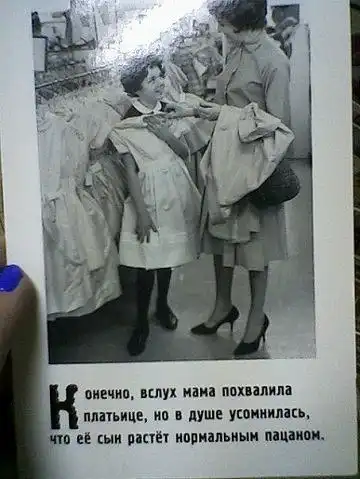 Конечно, вслух мама похвалила
платьице, но в душе усомнилась,
что её сын растёт нормальным пацаном.